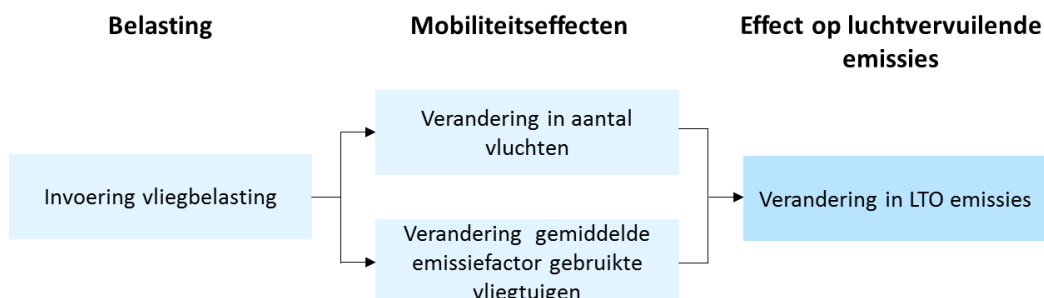 Belasting
Mobiliteitseffecten
Effect op luchtvervuilende
emissies
Invoering vliegbelasting
Verandering in aantal
vluchten
Verandering gemiddelde
emissiefactor gebruikte
vliegtuigen
Verandering in LTO emissies